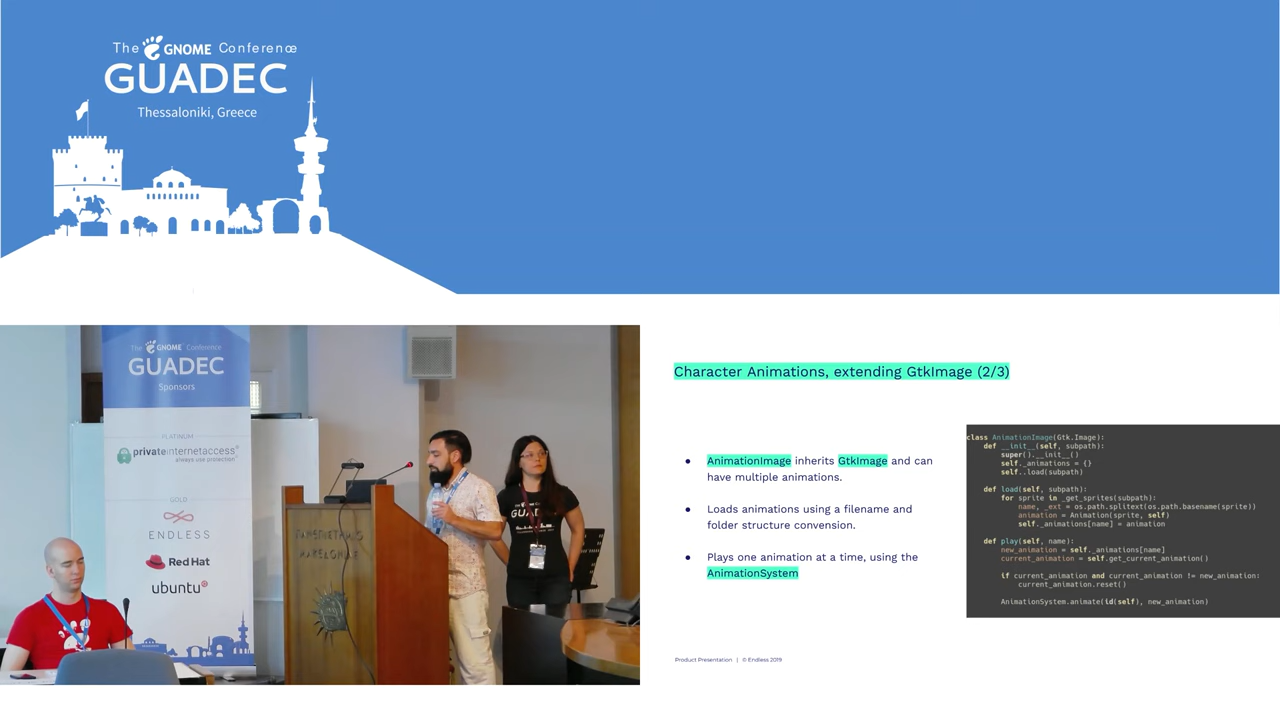 The GNOME Conference
GUADEC
Thessaloniki, Greece
The GNOME Conference
GUADEC
Sponsors
PLATINUM
privateinternetaccess®
always use protection®
GOLD
ENDLESS
Red Hat
ubuntu®
ΠΑΝΕΠΙΣΤΗΜΙΟ
ΜΑΚΕΔΟΝΙΑΣ
GUADEC
Character Animations, extending GtkImage (2/3)
● AnimationImage inherits GtkImage and can
have multiple animations.
● Loads animations using a filename and
folder structure convension.
● Plays one animation at a time, using the
AnimationSystem
class AnimationImage(Gtk.Image):
def __init__(self, subpath):
super().__init__()
self._animations = {}
self..load(subpath)
def load(self, subpath):
for sprite in _get_sprites(subpath):
name, _ext = os.path.splitext(os.path.basename(sprite))
animation = Animation(sprite, self)
self._animations[name] = animation
def play(self, name):
new_animation = self._animations[name]
current_animation = self.get_current_animation()
if current_animation and current_animation != new_animation:
current_animation.reset()
AnimationSystem.animate(id(self), new_animation)
Product Presentation | © Endless 2019